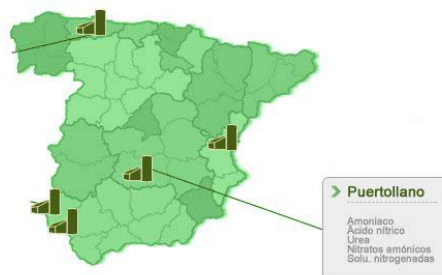 Puertollano
Amoniaco
Ácido nítrico
Urea
Nitratos amónicos
Solu. nitrogenadas